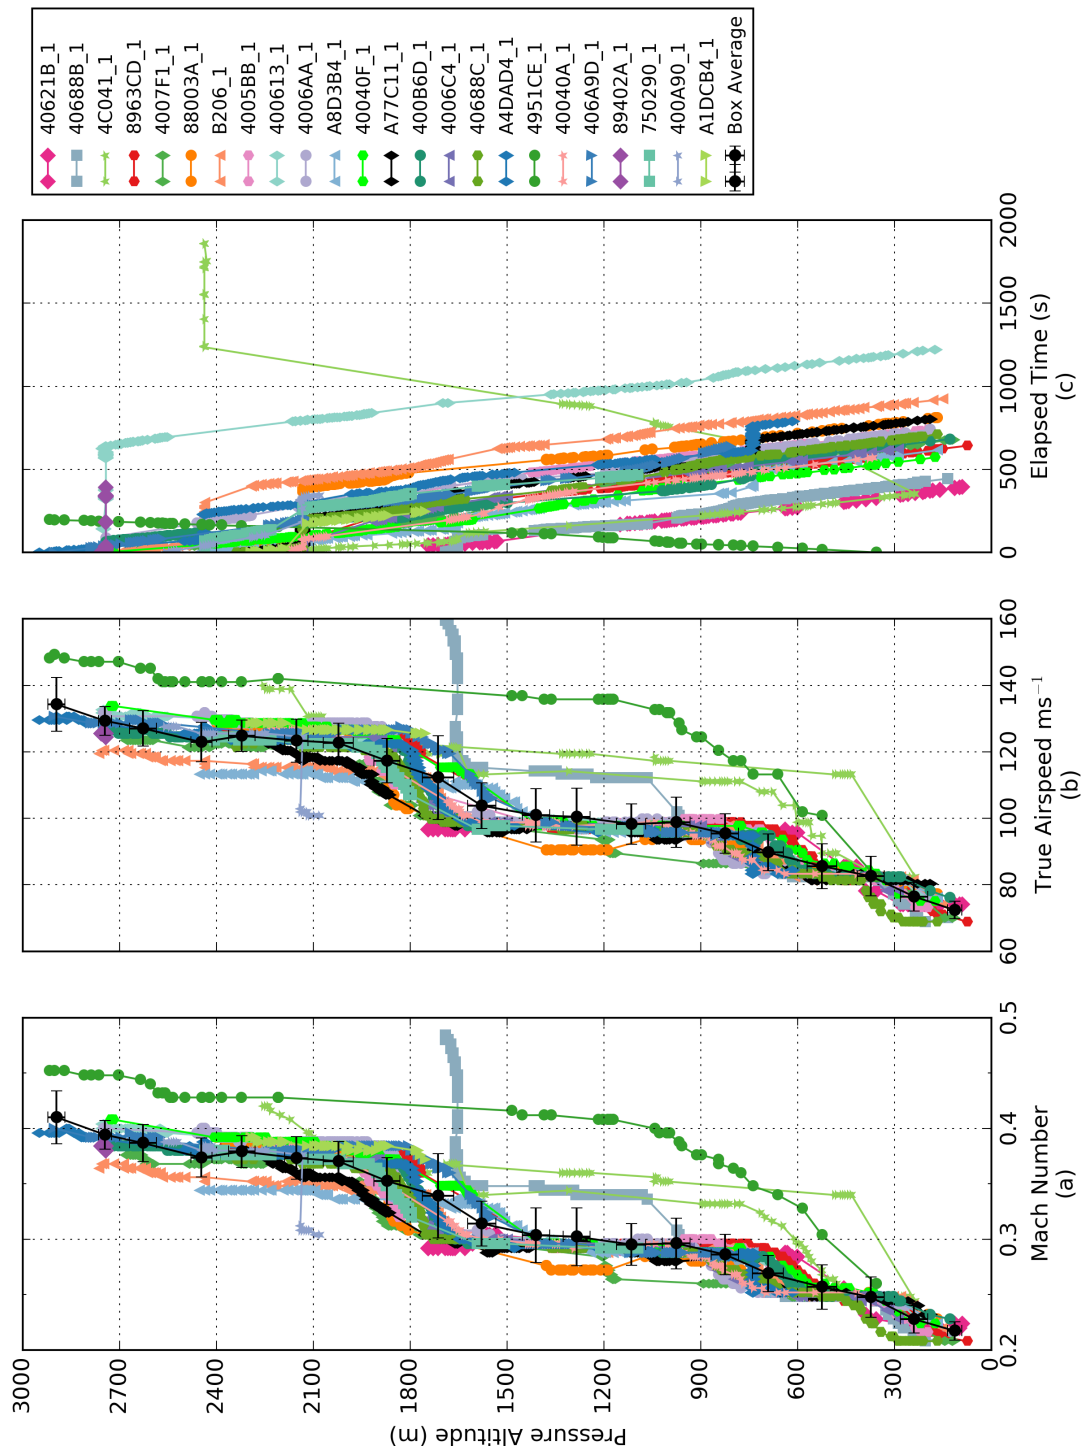 40621B_1
40688B_1
4C041_1
8963CD_1
4007F1_1
88003A_1
B206_1
4005BB_1
400613_1
4006AA_1
A8D3B4_1
40040F_1
A77C11_1
400B6D_1
4006C4_1
40688C_1
A4DAD4_1
4951CE_1
40040A_1
406A9D_1
89402A_1
750290_1
400A90_1
A1DCB4_1
Box Average
0
500
1000
1500
2000
Elapsed Time (s)
(c)
60
80
100
120
140
160
True Airspeed ms⁻¹
(b)
0.2
0.3
0.4
0.5
Mach Number
(a)
3000
2700
2400
2100
1800
1500
1200
900
600
300
0
Pressure Altitude (m)